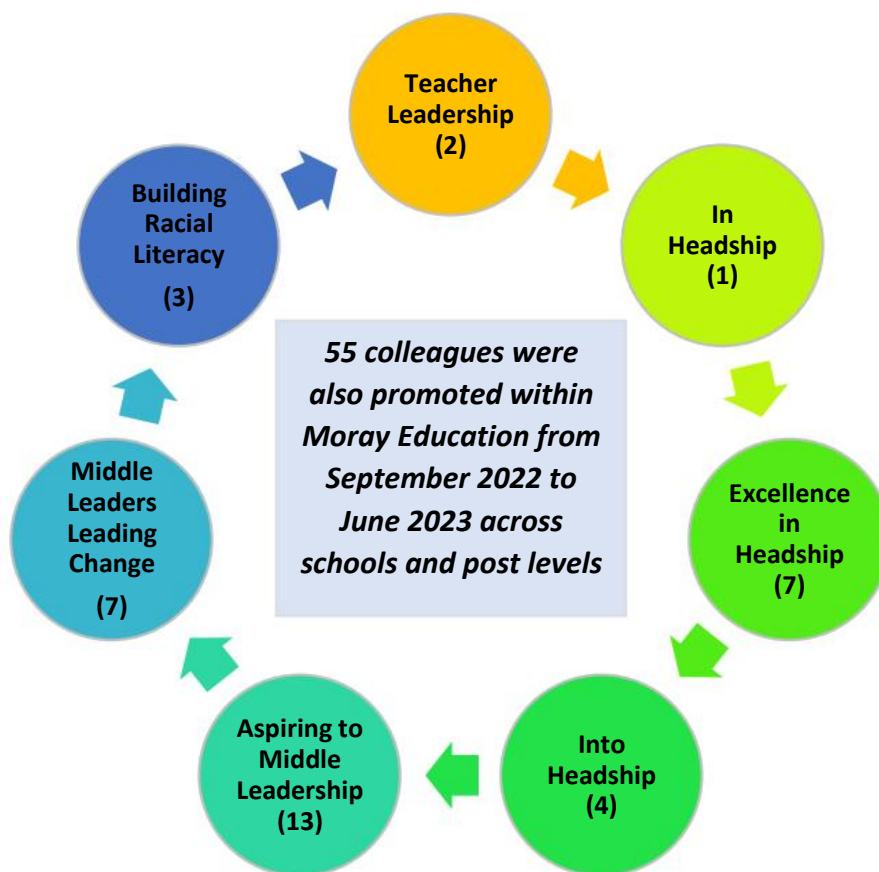 Teacher
Leadership
(2)
In
Headship
(1)
Excellence
in
Headship
(7)
Into
Headship
(4)
Aspiring to
Middle
Leadership
(13)
Middle
Leaders
Leading
Change
(7)
Building
Racial
Literacy
(3)
55 colleagues were
also promoted within
Moray Education from
September 2022 to
June 2023 across
schools and post levels